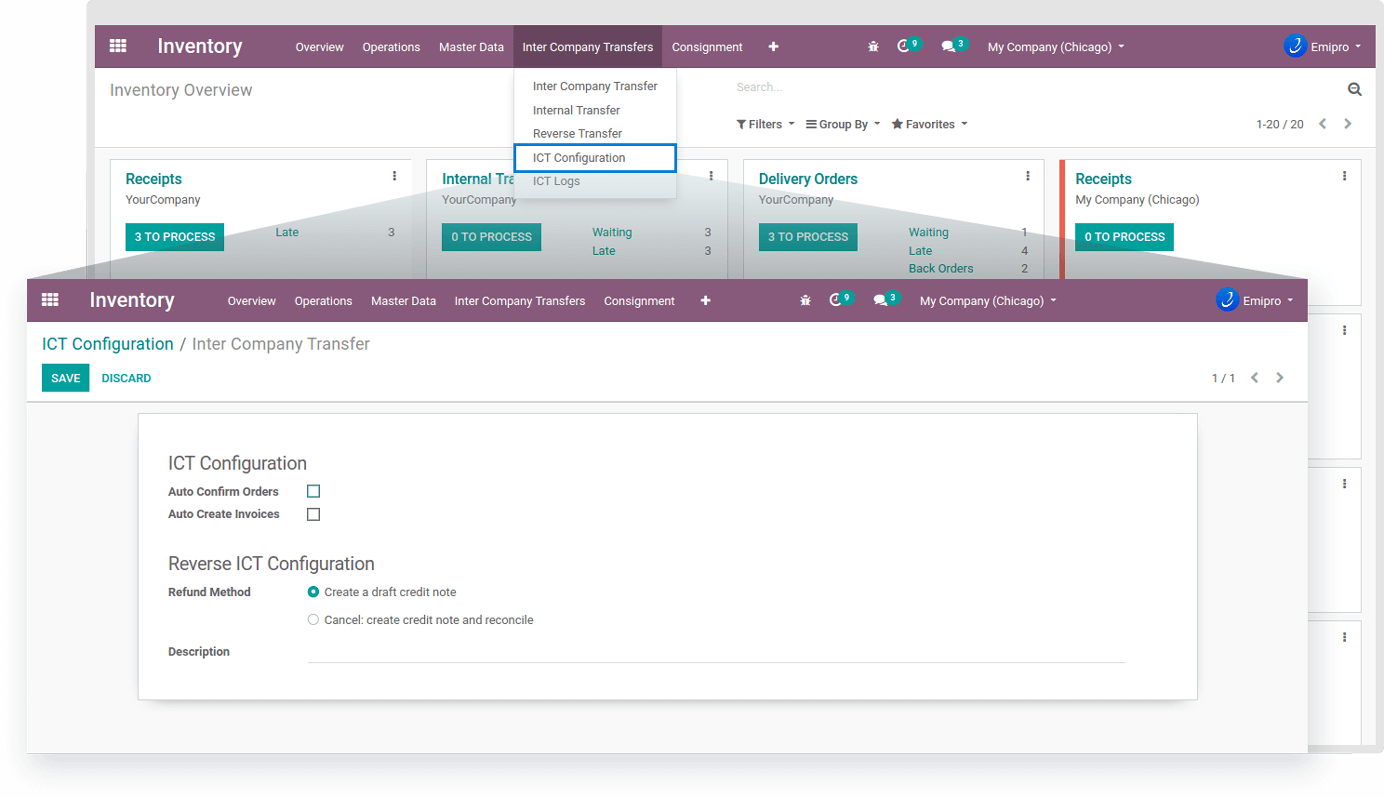 Inventory Overview Operations Master Data Inter Company Transfers Consignment 9 3 My Company (Chicago) Emipro
Inventory Overview
Search...
Filters Group By Favorites 1-20 / 20
Inter Company Transfer
Internal Transfer
Reverse Transfer
ICT Configuration
ICT Logs
Receipts
YourCompany
3 TO PROCESS
Late 3
Internal Tra
YourCompany
0 TO PROCESS
Waiting 3
Late 3
Delivery Orders
YourCompany
3 TO PROCESS
Waiting 1
Late 4
Back Orders 2
Receipts
My Company (Chicago)
0 TO PROCESS
Inventory Overview Operations Master Data Inter Company Transfers Consignment 9 3 My Company (Chicago) Emipro
ICT Configuration / Inter Company Transfer
SAVE DISCARD 1 / 1
ICT Configuration
Auto Confirm Orders
Auto Create Invoices
Reverse ICT Configuration
Refund Method Create a draft credit note
Cancel: create credit note and reconcile
Description